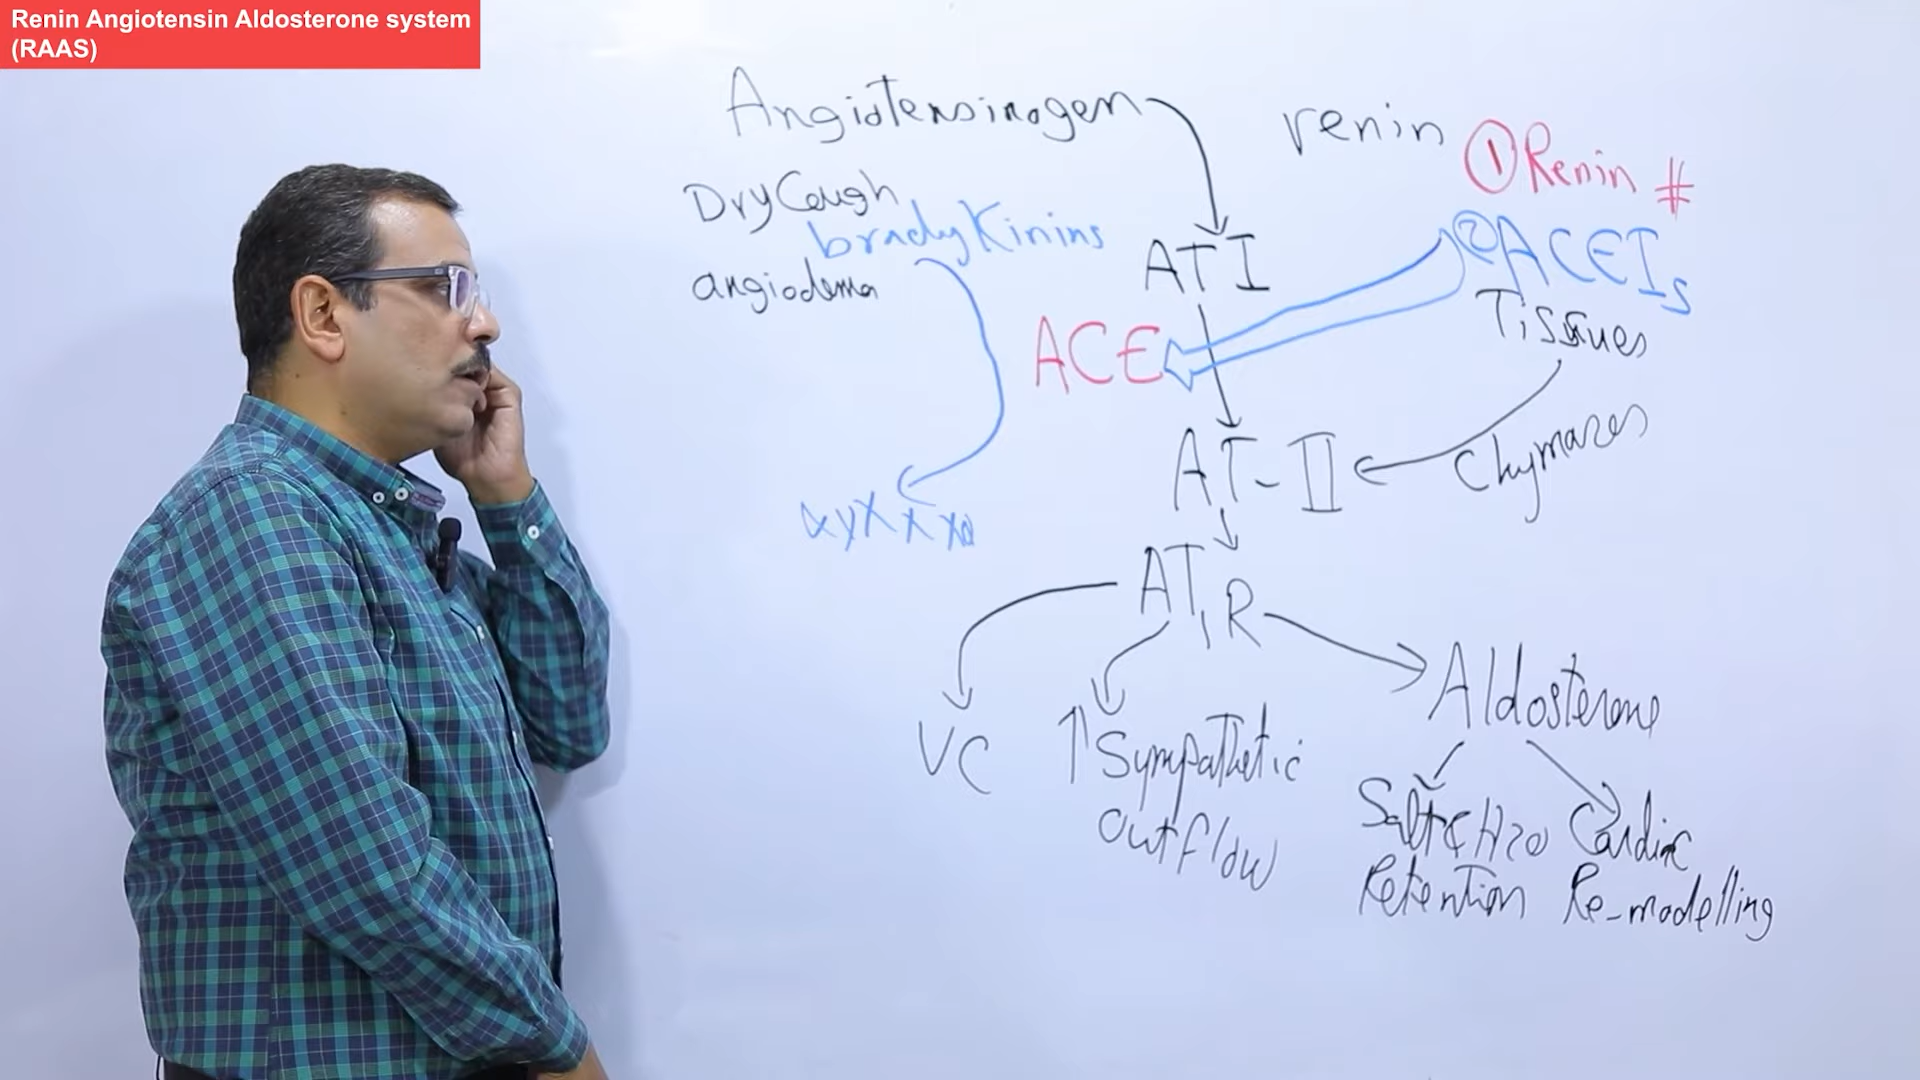 Renin Angiotensin Aldosterone system
(RAAS)
Angiotensinogen
renin
① Renin #
Dry Cough
bradyKinins
② ACEIs
angiodema
ATI
Tissues
ACE
Chymases
AT-II
AT1R
Aldosterone
VC
↑ Sympathetic
outflow
Salt & H2O
Retention
Cardiac
Re-modelling